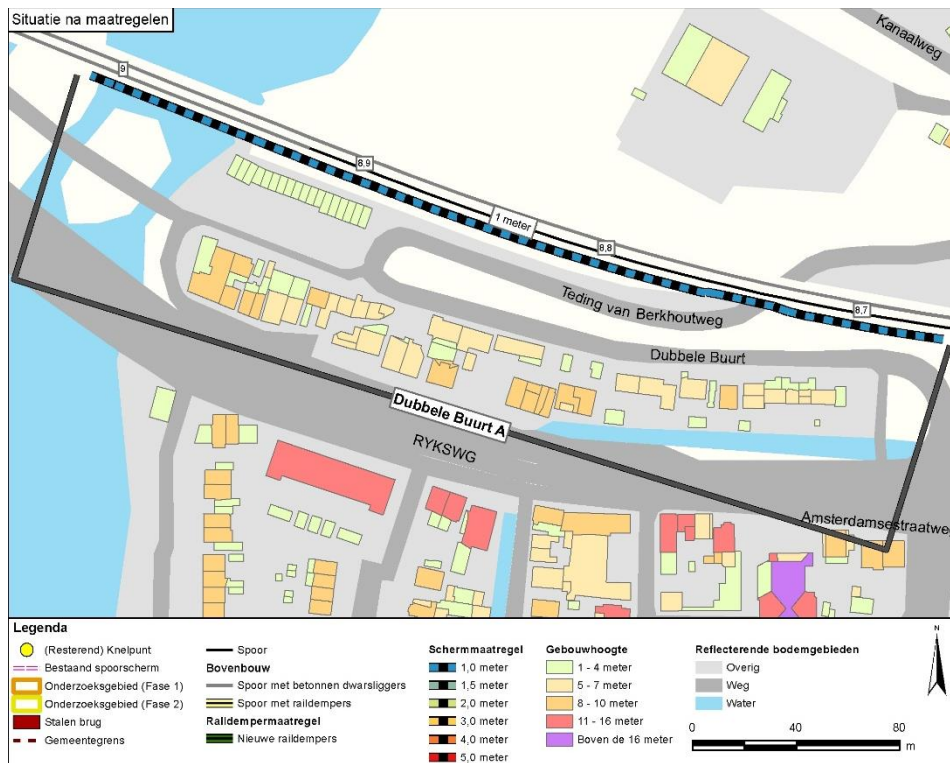 Situatie na maatregelen
Kanaalweg
9
8,9
1 meter
8,8
8,7
Teding van Berkhoutweg
Dubbele Buurt
Dubbele Buurt A
RYKSWG
Amsterdamsestraatweg
Legenda
(Resterend) Knelpunt
Bestaand spoorscherm
Onderzoeksgebied (Fase 1)
Onderzoeksgebied (Fase 2)
Stalen brug
Gemeentegrens
Spoor
Bovenbouw
Spoor met betonnen dwarsliggers
Spoor met raildempers
Raildempermaatregel
Nieuwe raildempers
Schermmaatregel
1,0 meter
1,5 meter
2,0 meter
3,0 meter
4,0 meter
5,0 meter
Gebouwhoogte
1 - 4 meter
5 - 7 meter
8 - 10 meter
11 - 16 meter
Boven de 16 meter
Reflecterende bodemgebieden
Overig
Weg
Water
N
0 40 80
m